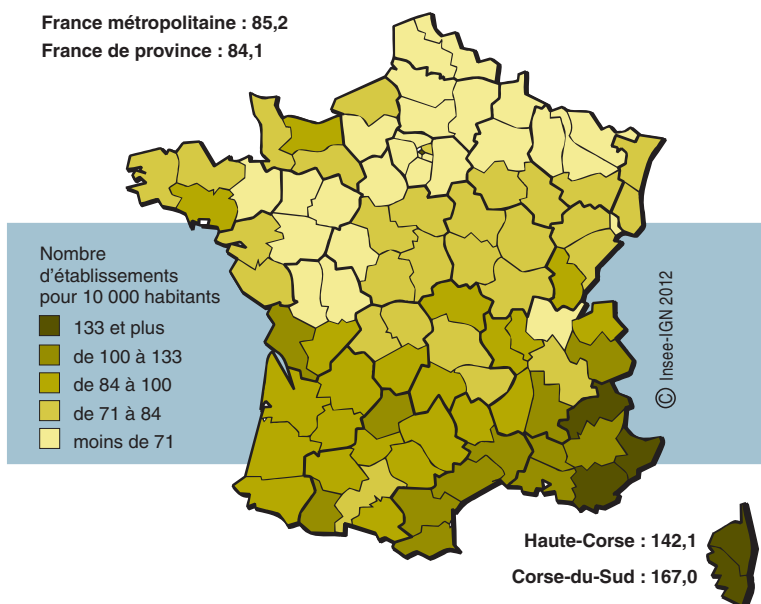 France métropolitaine : 85,2
France de province : 84,1
Nombre
d'établissements
pour 10 000 habitants
133 et plus
de 100 à 133
de 84 à 100
de 71 à 84
moins de 71
© Insee-IGN 2012
Haute-Corse : 142,1
Corse-du-Sud : 167,0